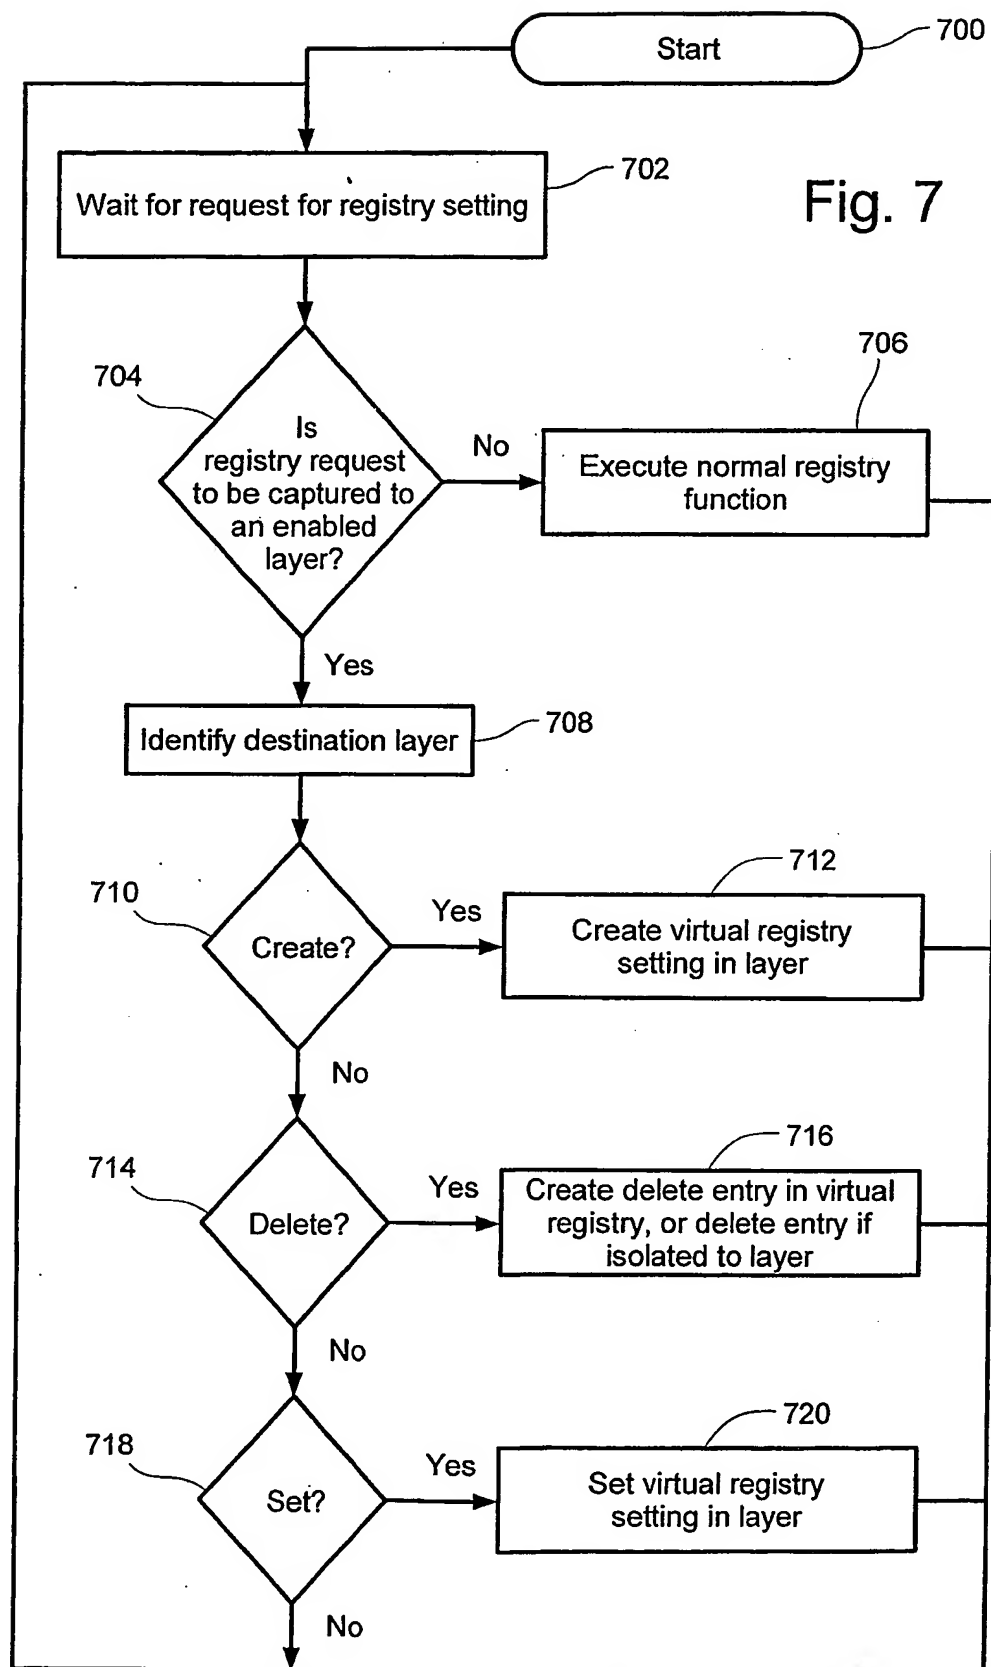 Start
700
Wait for request for registry setting
702
Fig. 7
704
Is
registry request
to be captured to
an enabled
layer?
No
706
Execute normal registry
function
Yes
Identify destination layer
708
710
Create?
Yes
712
Create virtual registry
setting in layer
No
714
Delete?
Yes
716
Create delete entry in virtual
registry, or delete entry if
isolated to layer
No
718
Set?
Yes
720
Set virtual registry
setting in layer
No